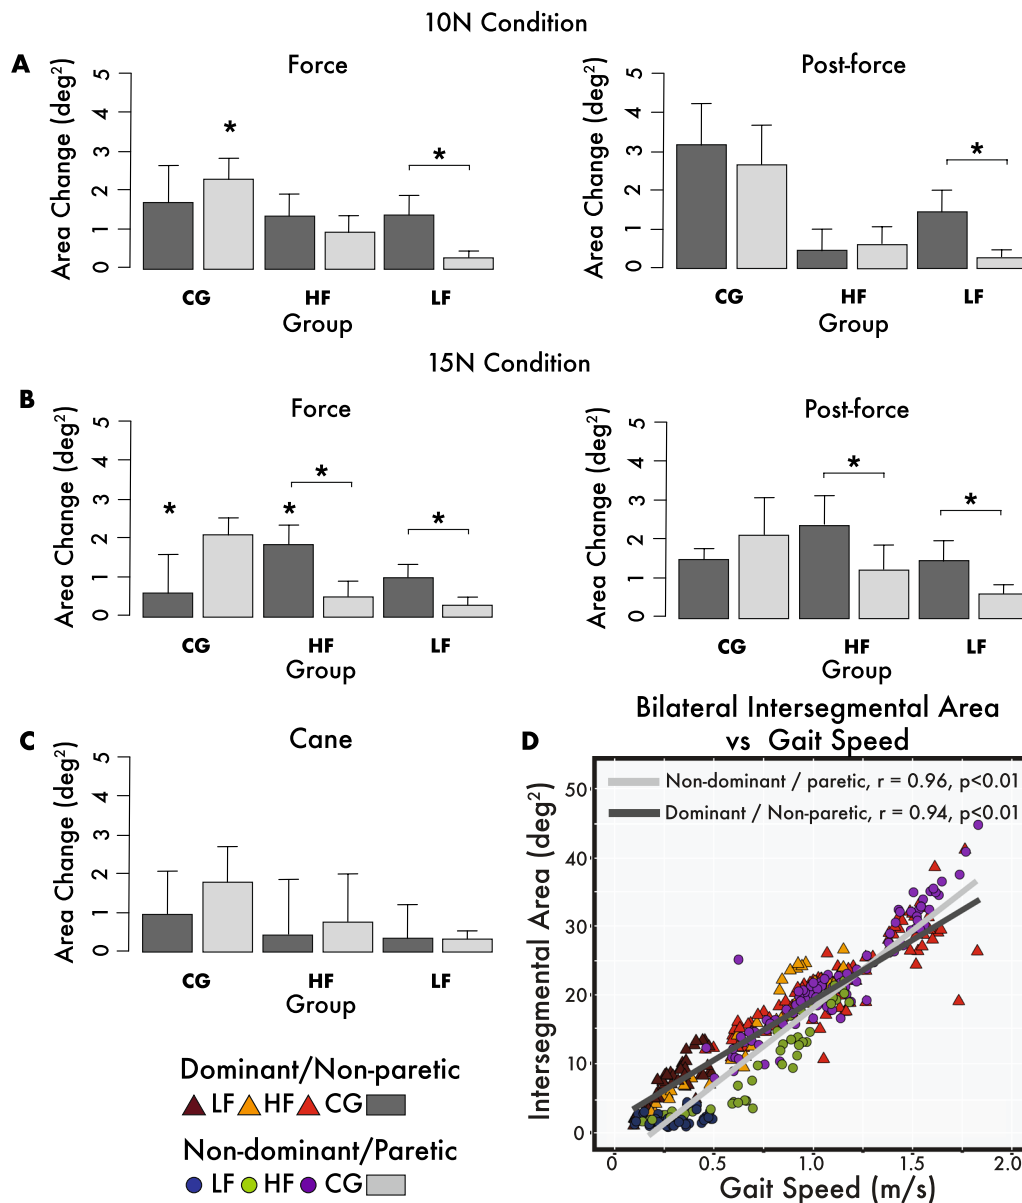 10N Condition
A
Force
Area Change (deg²)
5
4
3
2
1
0
*
*
CG HF LF
Group
Post-force
Area Change (deg²)
5
4
3
2
1
0
*
CG HF LF
Group
15N Condition
B
Force
Area Change (deg²)
5
4
3
2
1
0
*
*
*
*
CG HF LF
Group
Post-force
Area Change (deg²)
5
4
3
2
1
0
*
*
CG HF LF
Group
C
Cane
Area Change (deg²)
5
4
3
2
1
0
CG HF LF
Group
Dominant/Non-paretic
LF HF CG
Non-dominant/Paretic
LF HF CG
D
Bilateral Intersegmental Area
vs Gait Speed
Non-dominant / paretic, r = 0.96, p<0.01
Dominant / Non-paretic, r = 0.94, p<0.01
Intersegmental Area (deg²)
50
40
30
20
10
0
0 0.5 1.0 1.5 2.0
Gait Speed (m/s)